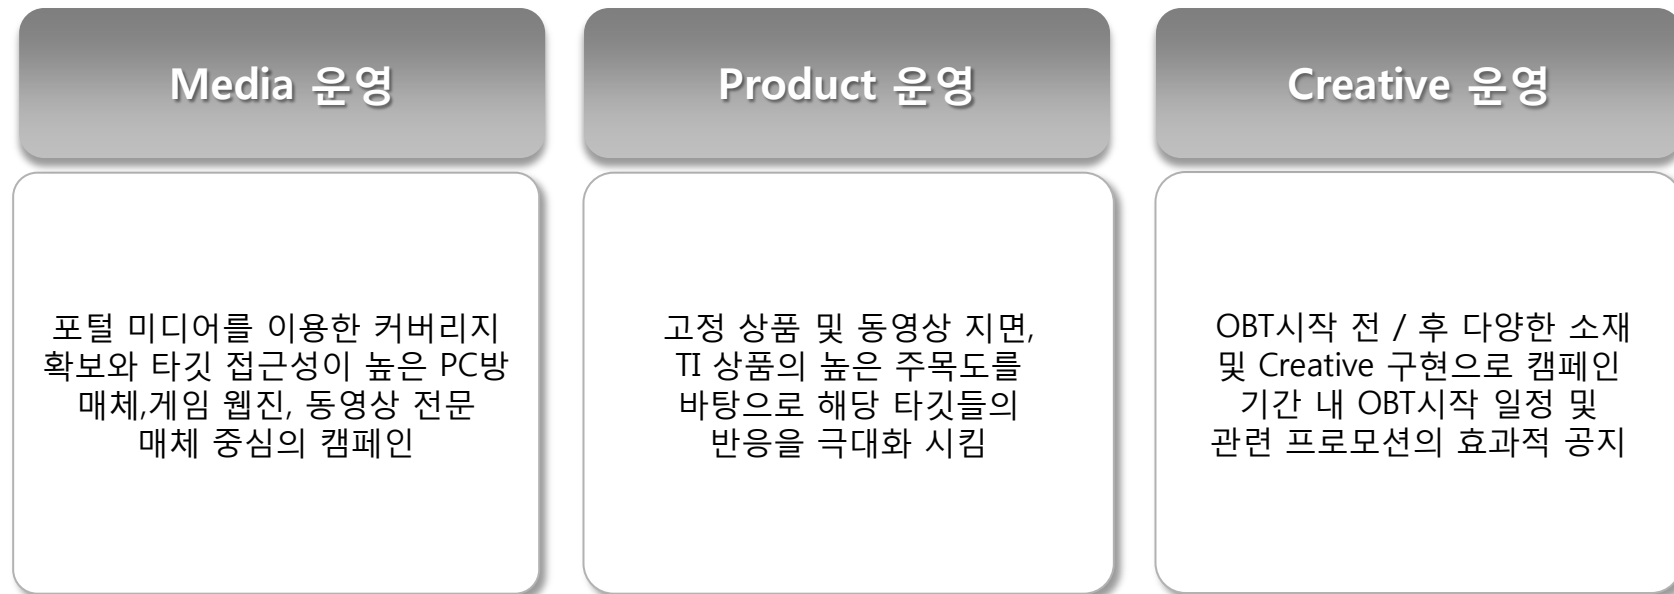 Media 운영
포털 미디어를 이용한 커버리지
확보와 타깃 접근성이 높은 PC방
매체,게임 웹진, 동영상 전문
매체 중심의 캠페인
Product 운영
고정 상품 및 동영상 지면,
TI 상품의 높은 주목도를
바탕으로 해당 타깃들의
반응을 극대화 시킴
Creative 운영
OBT시작 전 / 후 다양한 소재
및 Creative 구현으로 캠페인
기간 내 OBT시작 일정 및
관련 프로모션의 효과적 공지